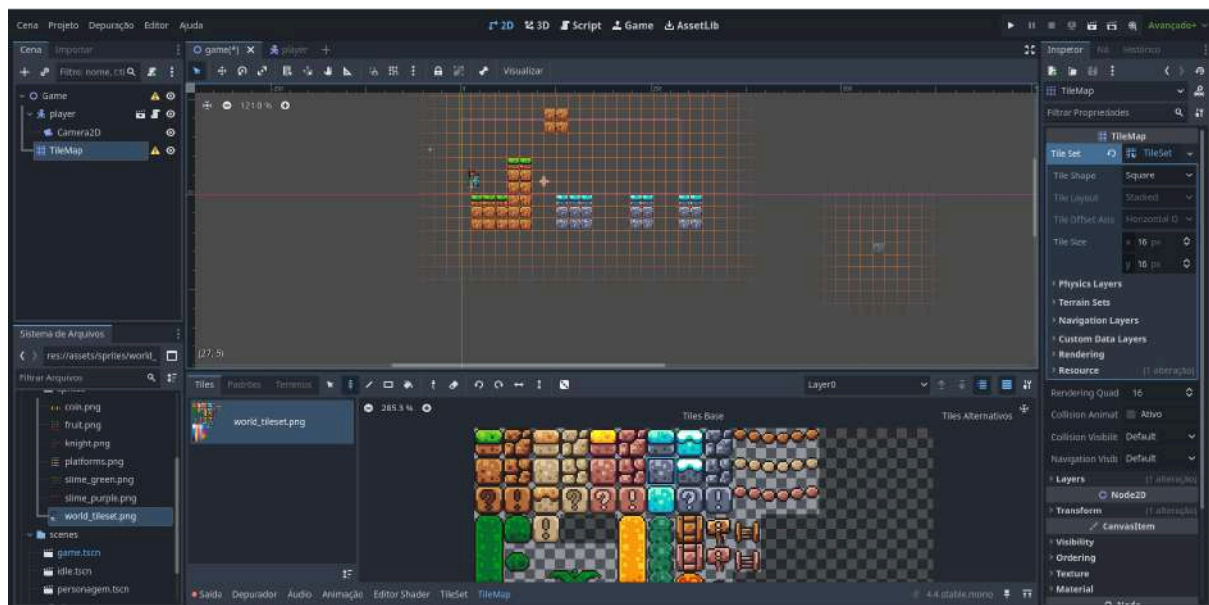 Cena Projeto Depuração Editor Ajuda
2D 3D Script Game AssetLib
Avançado+
Cena Importar
game(*) player
Inspetor Nó Histórico
Filtro: nome, t:ti
Visualizar
TileMap
Game
121.0 %
Filtrar Propriedades
player
Camera2D
TileMap
TileMap
Tile Set TileSet
Tile Shape Square
Tile Layout Stacked
Tile Offset Axis Horizontal O
Tile Size x 16 px
y 16 px
Physics Layers
Terrain Sets
Navigation Layers
Custom Data Layers
Rendering
Resource (1 alteração)
Sistema de Arquivos
res://assets/sprites/world_
(27, 5)
Filtrar Arquivos
Tiles Padrões Terrenos
Layer0
Rendering Quad 16
coin.png
fruit.png
knight.png
platforms.png
slime_green.png
slime_purple.png
world_tileset.png
scenes
game.tscn
idle.tscn
personagem.tscn
world_tileset.png
285.3 %
Tiles Base
Tiles Alternativos
Collision Animat Ativo
Collision Visibilit Default
Navigation Visib Default
Layers (1 alteração)
Node2D
Transform (1 alteração)
CanvasItem
Visibility
Ordering
Texture
Material
Saída Depurador Áudio Animação Editor Shader TileSet TileMap
4.4.stable.mono